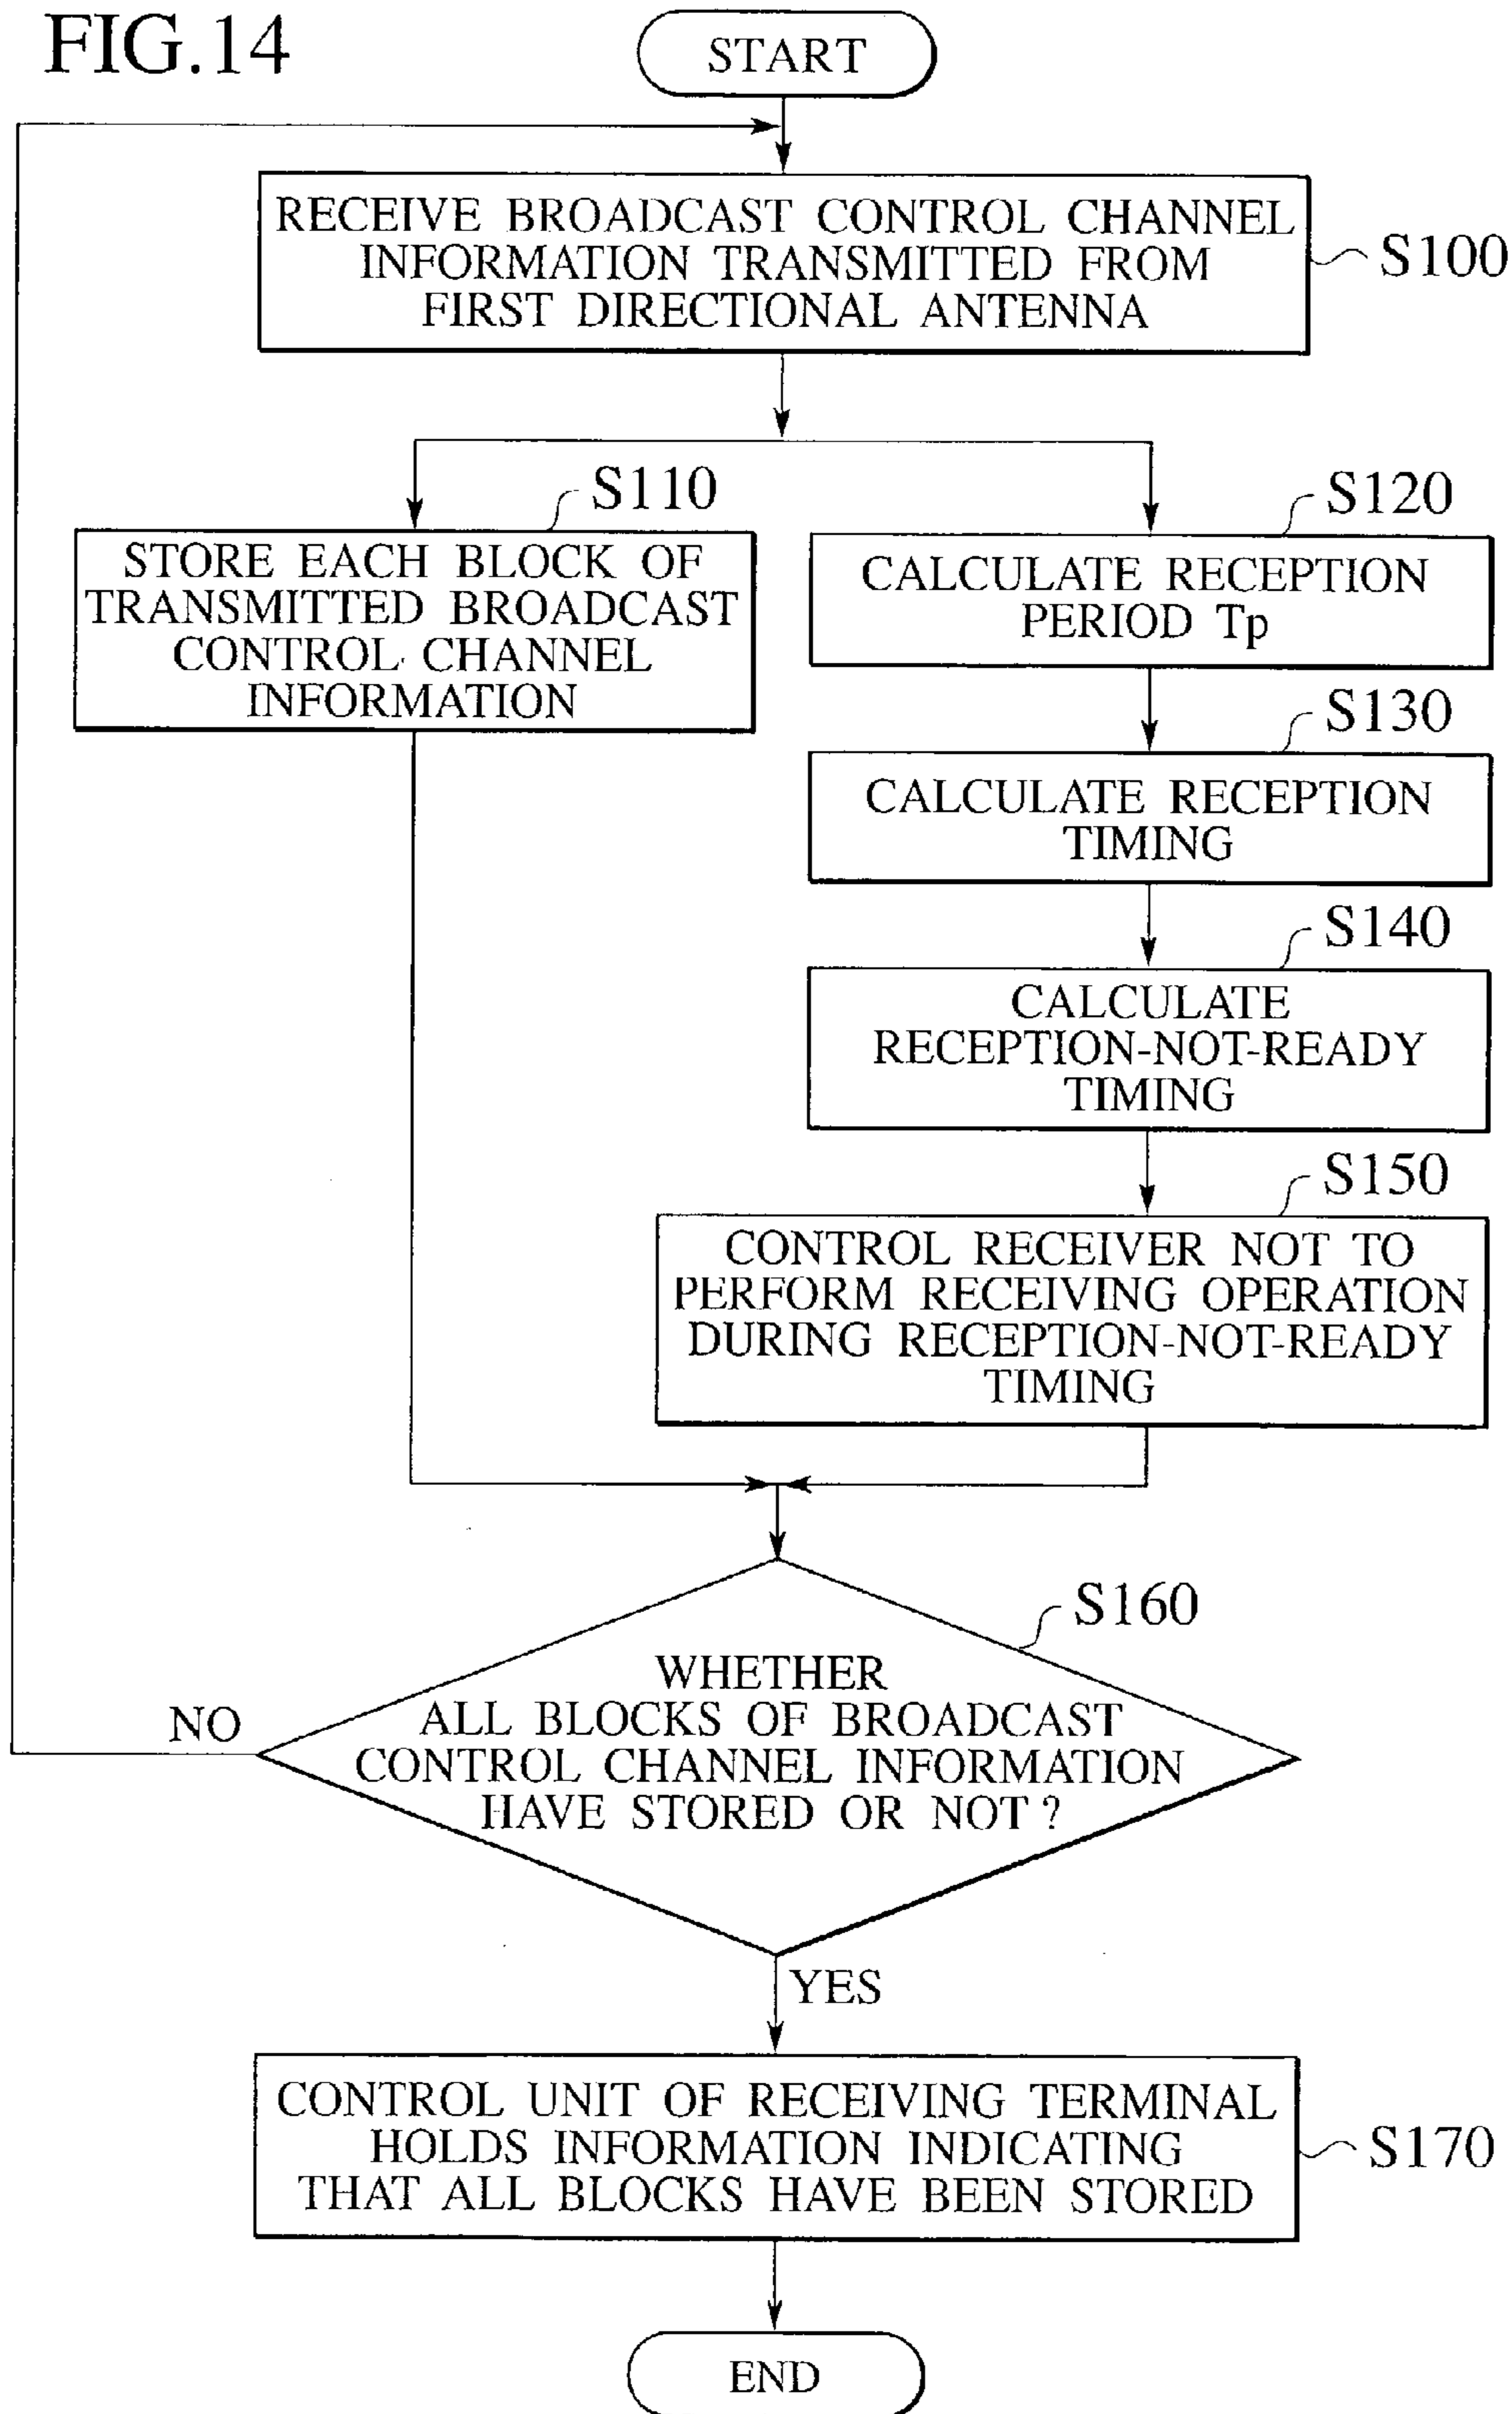 FIG.14
START
RECEIVE BROADCAST CONTROL CHANNEL
INFORMATION TRANSMITTED FROM
FIRST DIRECTIONAL ANTENNA
S100
S110
STORE EACH BLOCK OF
TRANSMITTED BROADCAST
CONTROL CHANNEL
INFORMATION
S120
CALCULATE RECEPTION
PERIOD Tp
S130
CALCULATE RECEPTION
TIMING
S140
CALCULATE
RECEPTION-NOT-READY
TIMING
S150
CONTROL RECEIVER NOT TO
PERFORM RECEIVING OPERATION
DURING RECEPTION-NOT-READY
TIMING
S160
WHETHER
ALL BLOCKS OF BROADCAST
CONTROL CHANNEL INFORMATION
HAVE STORED OR NOT ?
NO
YES
CONTROL UNIT OF RECEIVING TERMINAL
HOLDS INFORMATION INDICATING
THAT ALL BLOCKS HAVE BEEN STORED
S170
END